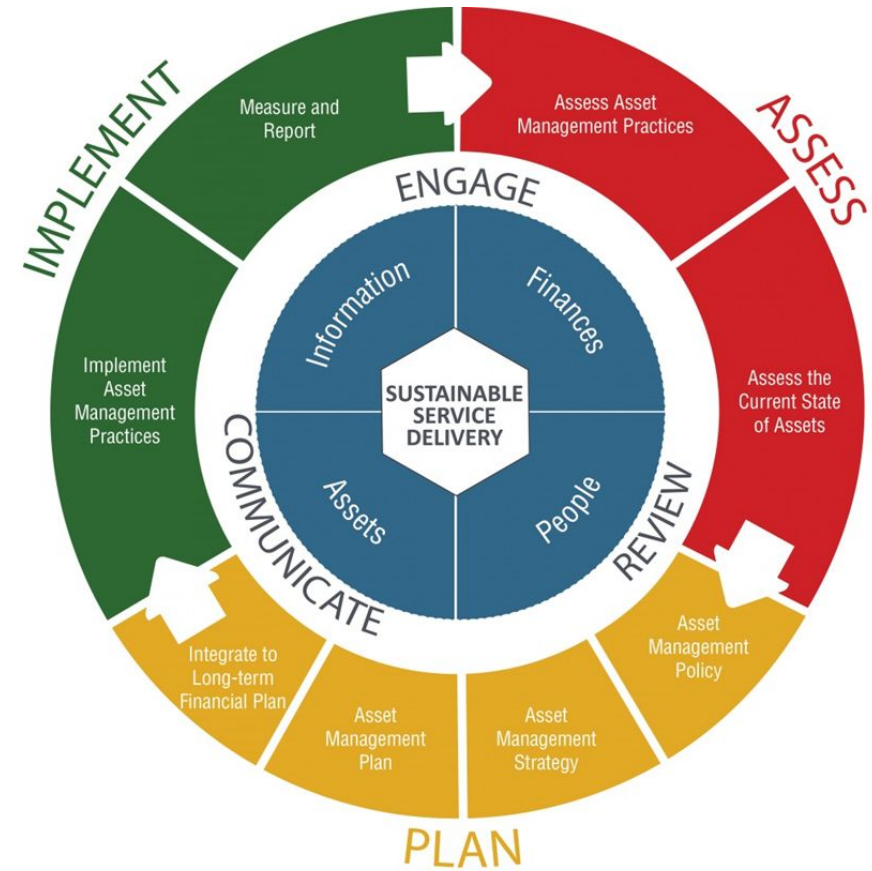 IMPLEMENT
Measure and
Report
Assess Asset
Management Practices
ASSESS
ENGAGE
Information
Finances
Implement
Asset
Management
Practices
SUSTAINABLE
SERVICE
DELIVERY
Assess the
Current State
of Assets
COMMUNICATE
Assets
People
REVIEW
Integrate to
Long-term
Financial Plan
Asset
Management
Plan
Asset
Management
Strategy
Asset
Management
Policy
PLAN